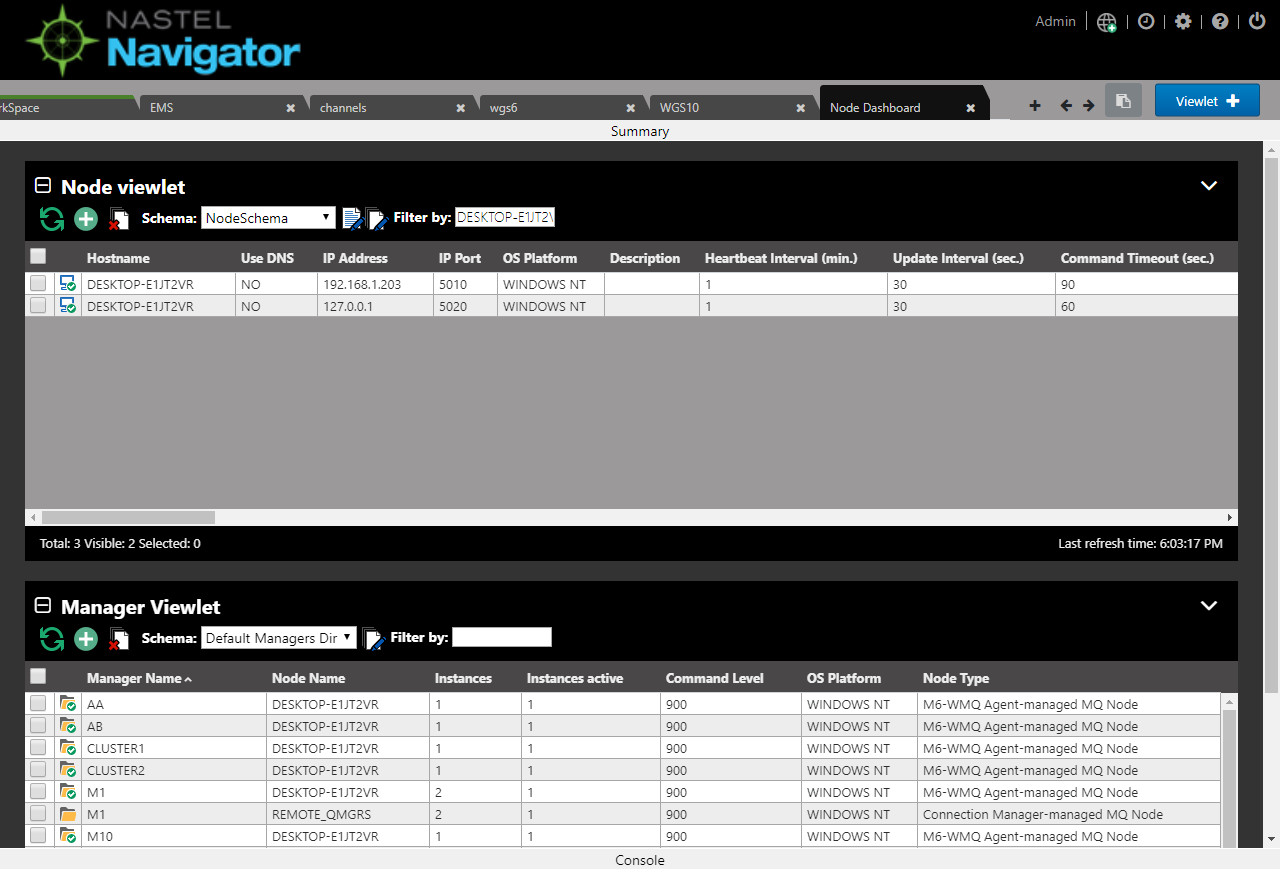 NASTEL
Navigator
Admin
rkSpace
EMS
channels
wgs6
WGS10
Node Dashboard
Viewlet
Summary
Node viewlet
Schema: NodeSchema Filter by: DESKTOP-E1JT2\
Hostname Use DNS IP Address IP Port OS Platform Description Heartbeat Interval (min.) Update Interval (sec.) Command Timeout (sec.)
DESKTOP-E1JT2VR NO 192.168.1.203 5010 WINDOWS NT 1 30 90
DESKTOP-E1JT2VR NO 127.0.0.1 5020 WINDOWS NT 1 30 60
Total: 3 Visible: 2 Selected: 0 Last refresh time: 6:03:17 PM
Manager Viewlet
Schema: Default Managers Dir Filter by:
Manager Name Node Name Instances Instances active Command Level OS Platform Node Type
AA DESKTOP-E1JT2VR 1 1 900 WINDOWS NT M6-WMQ Agent-managed MQ Node
AB DESKTOP-E1JT2VR 1 1 900 WINDOWS NT M6-WMQ Agent-managed MQ Node
CLUSTER1 DESKTOP-E1JT2VR 1 1 900 WINDOWS NT M6-WMQ Agent-managed MQ Node
CLUSTER2 DESKTOP-E1JT2VR 1 1 900 WINDOWS NT M6-WMQ Agent-managed MQ Node
M1 DESKTOP-E1JT2VR 2 1 900 WINDOWS NT M6-WMQ Agent-managed MQ Node
M1 REMOTE_QMGRS 2 1 900 WINDOWS NT Connection Manager-managed MQ Node
M10 DESKTOP-E1JT2VR 1 1 900 WINDOWS NT M6-WMQ Agent-managed MQ Node
Console